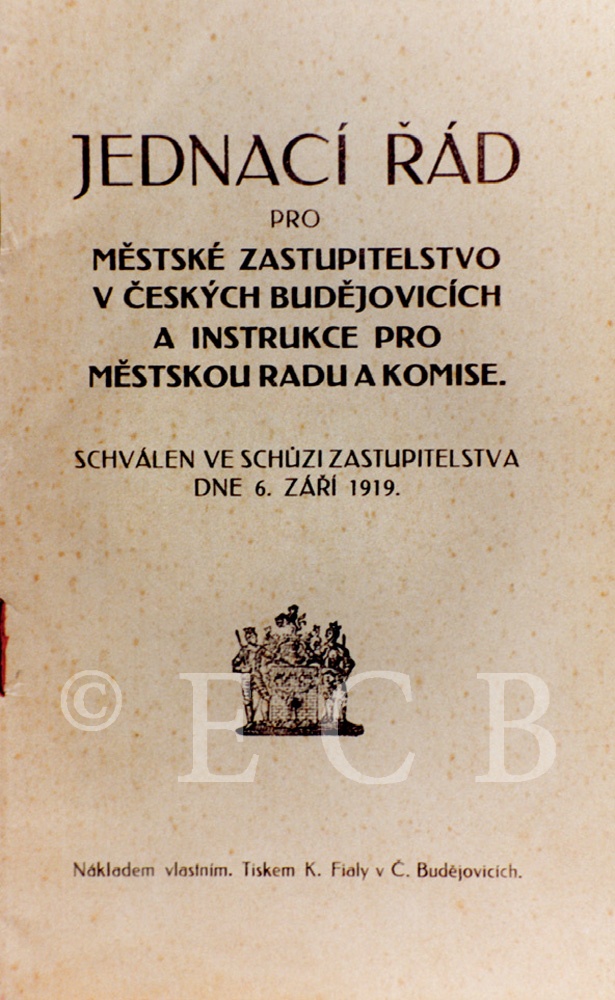 JEDNACÍ ŘÁD
PRO
MĚSTSKÉ ZASTUPITELSTVO
V ČESKÝCH BUDĚJOVICÍCH
A INSTRUKCE PRO
MĚSTSKOU RADU A KOMISE.
SCHVÁLEN VE SCHŮZI ZASTUPITELSTVA
DNE 6. ZÁŘÍ 1919.
© E C B
Nákladem vlastním. Tiskem K. Fialy v Č. Budějovicích.